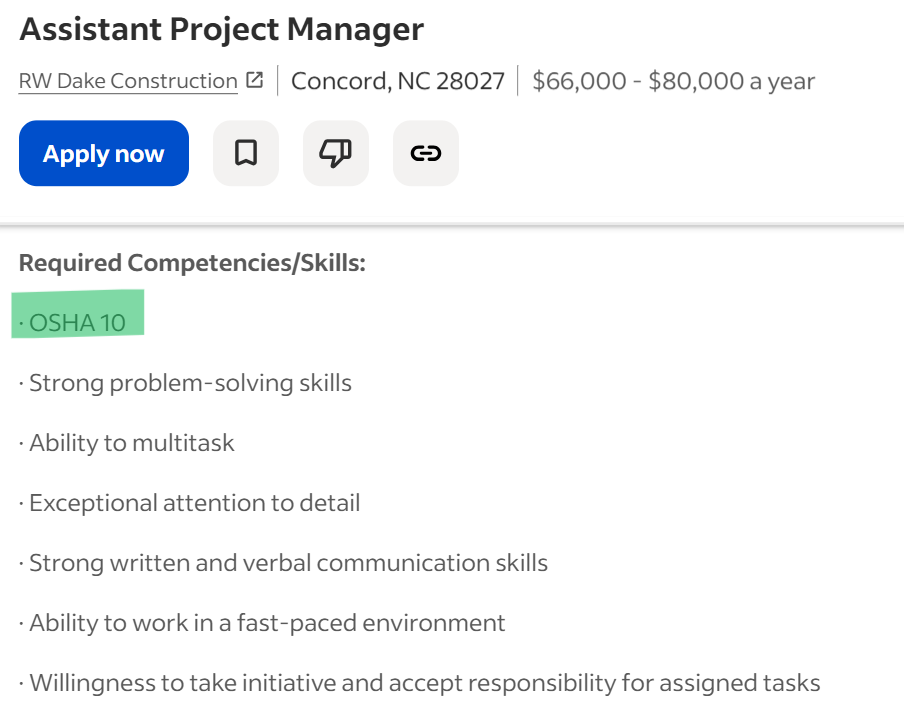 Assistant Project Manager
RW Dake Construction Concord, NC 28027 $66,000 - $80,000 a year
Apply now
Required Competencies/Skills:
· OSHA 10
· Strong problem-solving skills
· Ability to multitask
· Exceptional attention to detail
· Strong written and verbal communication skills
· Ability to work in a fast-paced environment
· Willingness to take initiative and accept responsibility for assigned tasks